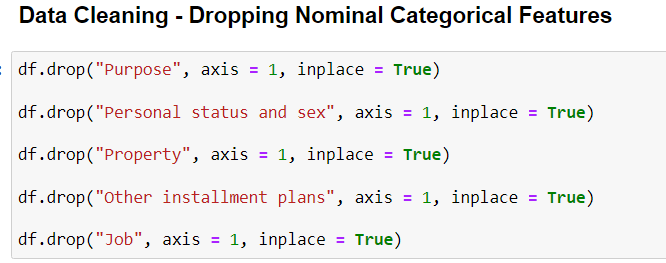 Data Cleaning - Dropping Nominal Categorical Features
df.drop("Purpose", axis = 1, inplace = True)
df.drop("Personal status and sex", axis = 1, inplace = True)
df.drop("Property", axis = 1, inplace = True)
df.drop("Other installment plans", axis = 1, inplace = True)
df.drop("Job", axis = 1, inplace = True)